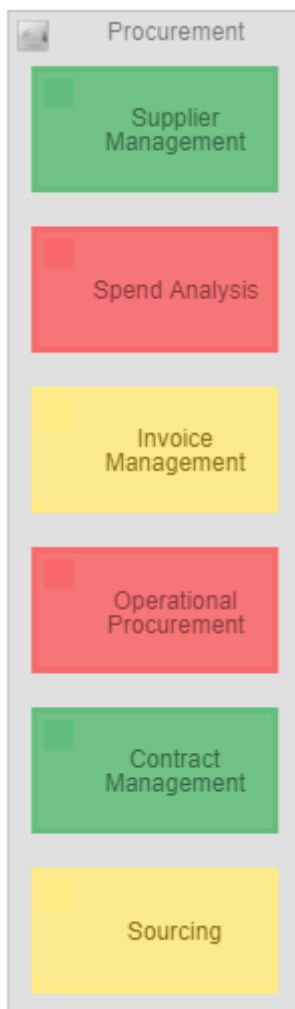 Procurement
Supplier
Management
Spend Analysis
Invoice
Management
Operational
Procurement
Contract
Management
Sourcing